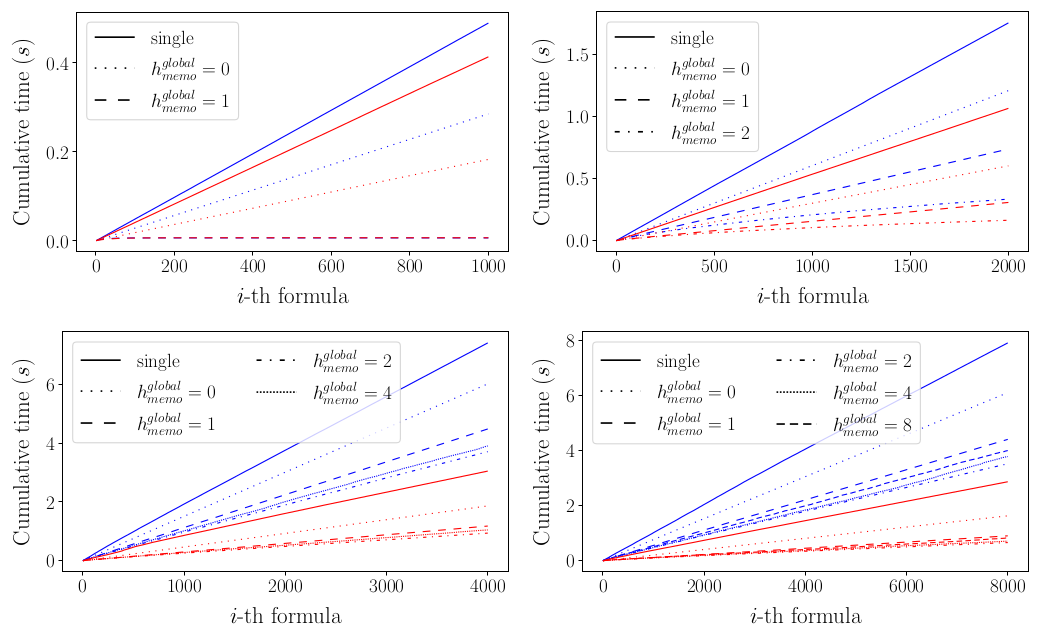 Cumulative time (s)
0.4
0.2
0.0
single
h_{memo}^{global} = 0
h_{memo}^{global} = 1
0 200 400 600 800 1000
i-th formula
Cumulative time (s)
1.5
1.0
0.5
0.0
single
h_{memo}^{global} = 0
h_{memo}^{global} = 1
h_{memo}^{global} = 2
0 500 1000 1500 2000
i-th formula
Cumulative time (s)
6
4
2
0
single
h_{memo}^{global} = 0
h_{memo}^{global} = 1
h_{memo}^{global} = 2
h_{memo}^{global} = 4
0 1000 2000 3000 4000
i-th formula
Cumulative time (s)
8
6
4
2
0
single
h_{memo}^{global} = 0
h_{memo}^{global} = 1
h_{memo}^{global} = 2
h_{memo}^{global} = 4
h_{memo}^{global} = 8
0 2000 4000 6000 8000
i-th formula